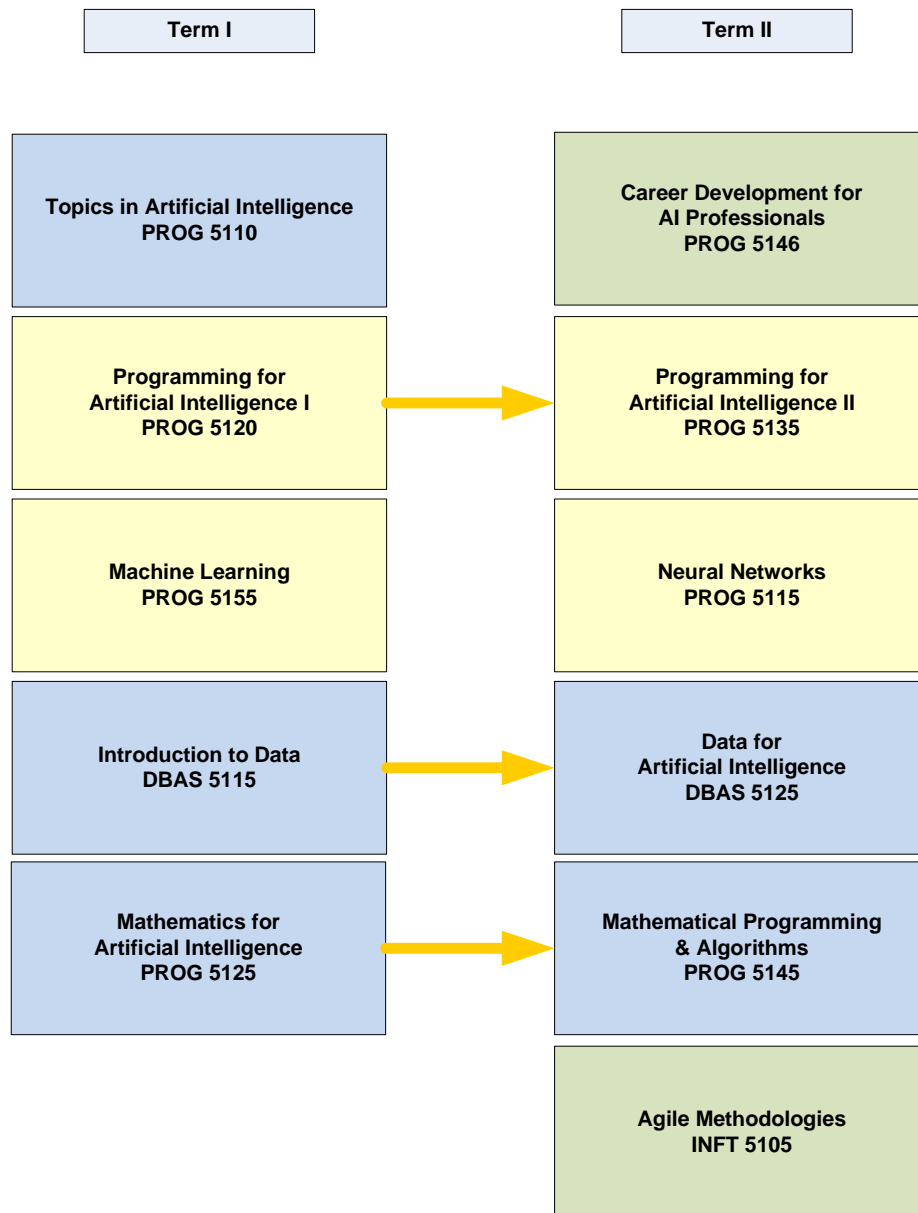 Term I
Term II
Topics in Artificial Intelligence
PROG 5110
Career Development for
AI Professionals
PROG 5146
Programming for
Artificial Intelligence I
PROG 5120
Programming for
Artificial Intelligence II
PROG 5135
Machine Learning
PROG 5155
Neural Networks
PROG 5115
Introduction to Data
DBAS 5115
Data for
Artificial Intelligence
DBAS 5125
Mathematics for
Artificial Intelligence
PROG 5125
Mathematical Programming
& Algorithms
PROG 5145
Agile Methodologies
INFT 5105